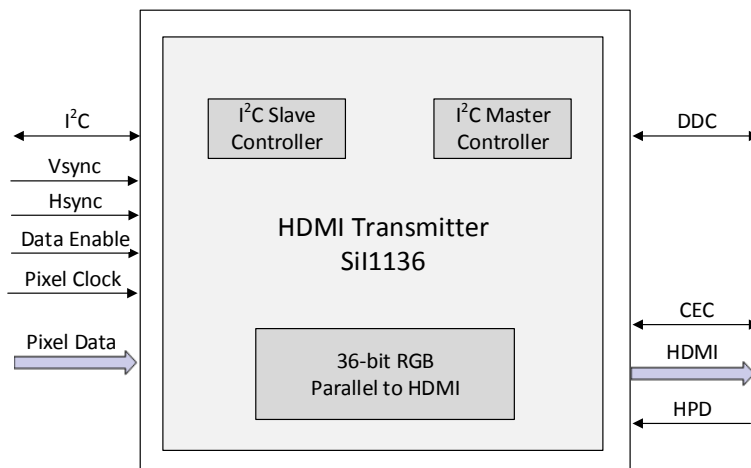 I²C
Vsync
Hsync
Data Enable
Pixel Clock
Pixel Data
I²C Slave
Controller
I²C Master
Controller
HDMI Transmitter
SiI1136
36-bit RGB
Parallel to HDMI
DDC
CEC
HDMI
HPD